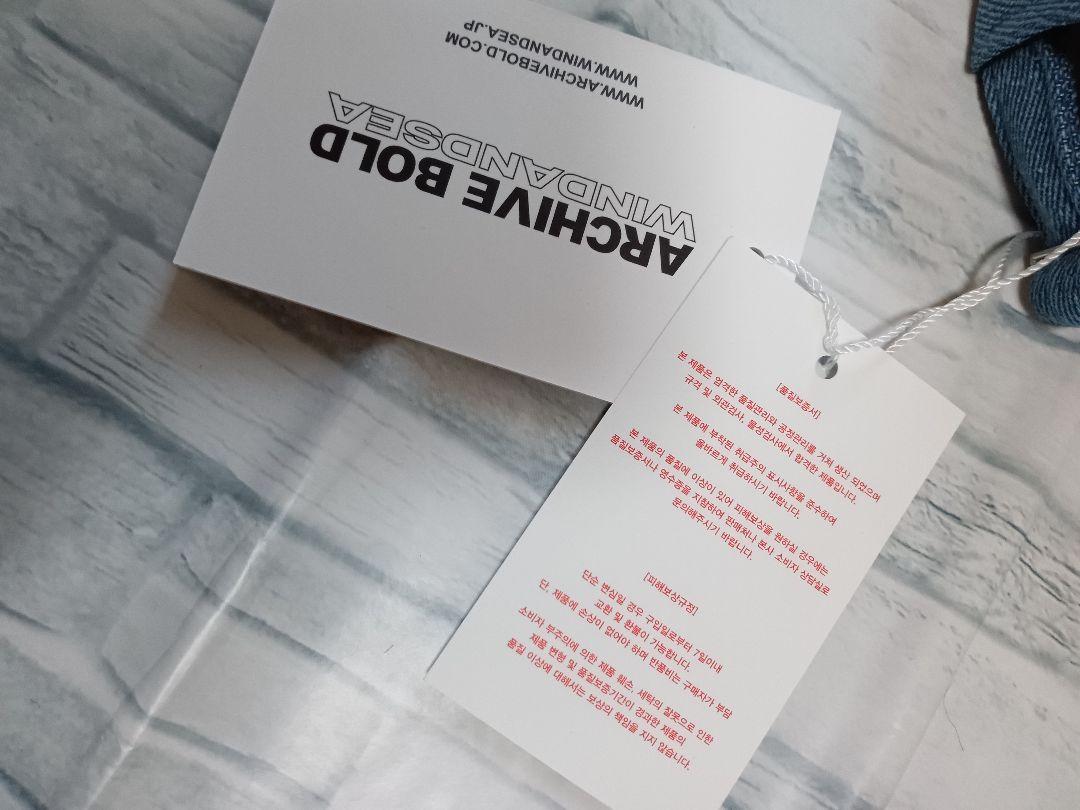 ARCHIVE BOLD
WINDANDSEA
WWW.ARCHIVEBOLD.COM
WWW.WINDANDSEA.JP
[품질보증서]
본 제품은 엄격한 품질관리와 공정관리를 거쳐 생산 되었으며
규격 및 외관검사, 물성검사에서 합격한 제품입니다.
본 제품에 부착된 취급주의 표시사항을 준수하여
올바르게 취급하시기 바랍니다.
본 제품의 품질에 이상이 있어 피해보상을 원하실 경우에는
품질보증서나 영수증을 지참하여 판매처나 본사 소비자 상담실로
문의해주시기 바랍니다.
[피해보상규정]
단순 변심일 경우 구입일로부터 7일이내
교환 및 환불이 가능합니다.
단, 제품에 손상이 없어야 하며 반품비는 구매자가 부담
소비자 부주의에 의한 제품 훼손, 세탁의 잘못으로 인한
제품 변형 및 품질보증기간이 경과한 제품의
품질 이상에 대해서는 보상의 책임을 지지 않습니다.